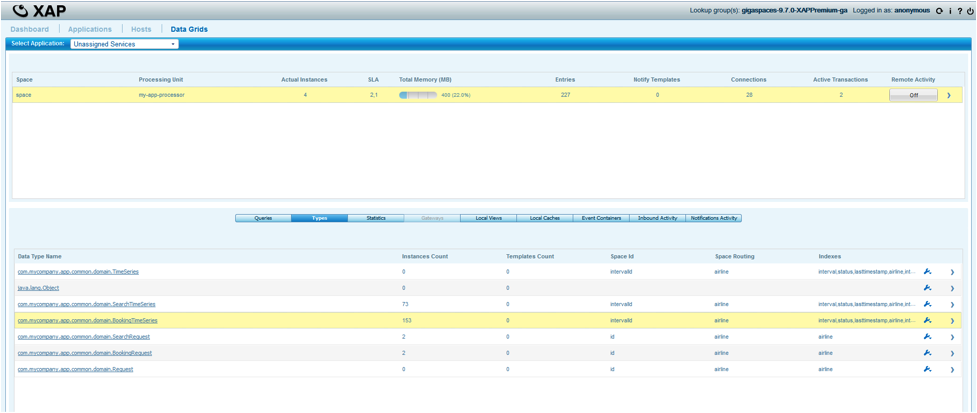 XAP
Lookup group(s): gigaspaces-9.7.0-XAPPremium-ga Logged in as: anonymous i ?
Dashboard Applications Hosts Data Grids
Select Application: Unassigned Services
Space Processing Unit Actual Instances SLA Total Memory (MB) Entries Notify Templates Connections Active Transactions Remote Activity
space my-app-processor 4 2,1 400 (22.0%) 227 0 28 2 Off
Queries Types Statistics Gateways Local Views Local Caches Event Containers Inbound Activity Notifications Activity
Data Type Name Instances Count Templates Count Space Id Space Routing Indexes
com.mycompany.app.common.domain.TimeSeries 0 0 intervalId airline interval,status,lasttimestamp,airline,int...
java.lang.Object 0 0
com.mycompany.app.common.domain.SearchTimeSeries 73 0 intervalId airline interval,status,lasttimestamp,airline,int...
com.mycompany.app.common.domain.BookingTimeSeries 153 0 intervalId airline interval,status,lasttimestamp,airline,int...
com.mycompany.app.common.domain.SearchRequest 2 0 id airline airline
com.mycompany.app.common.domain.BookingRequest 2 0 id airline airline
com.mycompany.app.common.domain.Request 0 0 id airline airline